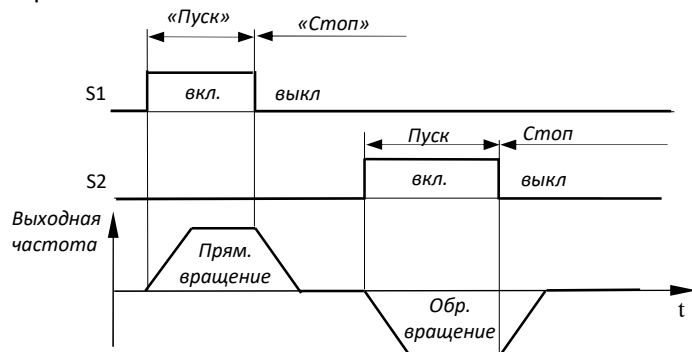 «Пуск» «Стоп»
S1 вкл. выкл
Пуск Стоп
S2 вкл. выкл
Выходная
частота
Прям.
вращение
Обр.
вращение
t